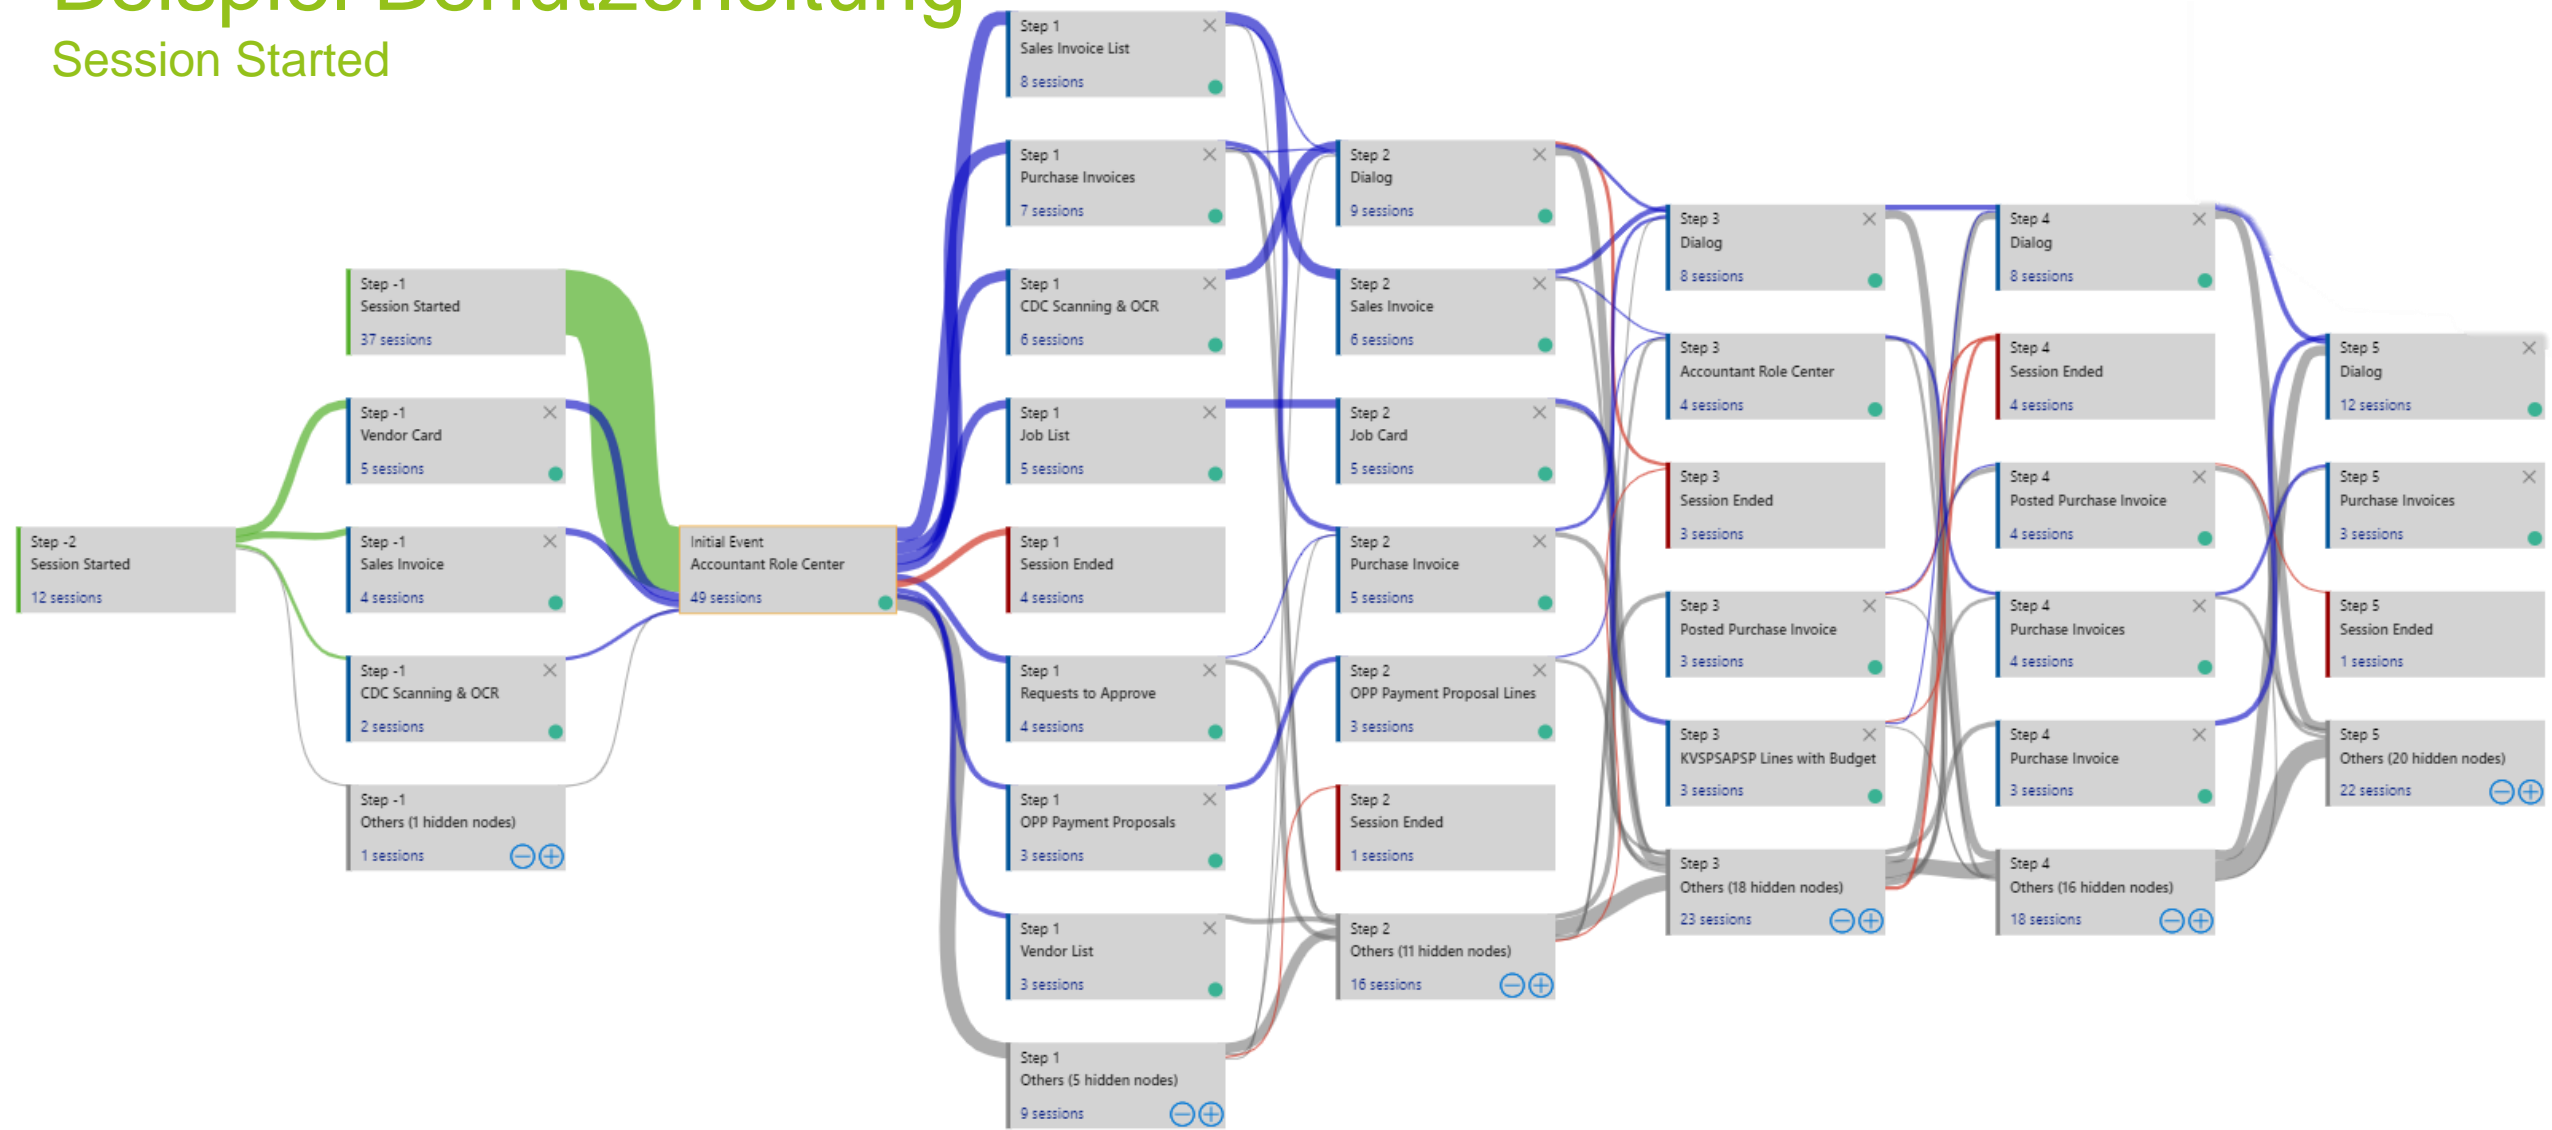 Beispiel
Session Started
Step -2
Session Started
12 sessions
Step -1
Session Started
37 sessions
Step -1
Vendor Card
5 sessions
Step -1
Sales Invoice
4 sessions
Step -1
CDC Scanning & OCR
2 sessions
Step -1
Others (1 hidden nodes)
1 sessions
Initial Event
Accountant Role Center
49 sessions
Step 1
Sales Invoice List
8 sessions
Step 1
Purchase Invoices
7 sessions
Step 1
CDC Scanning & OCR
6 sessions
Step 1
Job List
5 sessions
Step 1
Session Ended
4 sessions
Step 1
Requests to Approve
4 sessions
Step 1
OPP Payment Proposals
3 sessions
Step 1
Vendor List
3 sessions
Step 1
Others (5 hidden nodes)
9 sessions
Step 2
Dialog
9 sessions
Step 2
Sales Invoice
6 sessions
Step 2
Job Card
5 sessions
Step 2
Purchase Invoice
5 sessions
Step 2
OPP Payment Proposal Lines
3 sessions
Step 2
Session Ended
1 sessions
Step 2
Others (11 hidden nodes)
16 sessions
Step 3
Dialog
8 sessions
Step 3
Accountant Role Center
4 sessions
Step 3
Session Ended
3 sessions
Step 3
Posted Purchase Invoice
3 sessions
Step 3
KVSPSAPSP Lines with Budget
3 sessions
Step 3
Others (18 hidden nodes)
23 sessions
Step 4
Dialog
8 sessions
Step 4
Session Ended
4 sessions
Step 4
Posted Purchase Invoice
4 sessions
Step 4
Purchase Invoices
4 sessions
Step 4
Purchase Invoice
3 sessions
Step 4
Others (16 hidden nodes)
18 sessions
Step 5
Dialog
12 sessions
Step 5
Purchase Invoices
3 sessions
Step 5
Session Ended
1 sessions
Step 5
Others (20 hidden nodes)
22 sessions